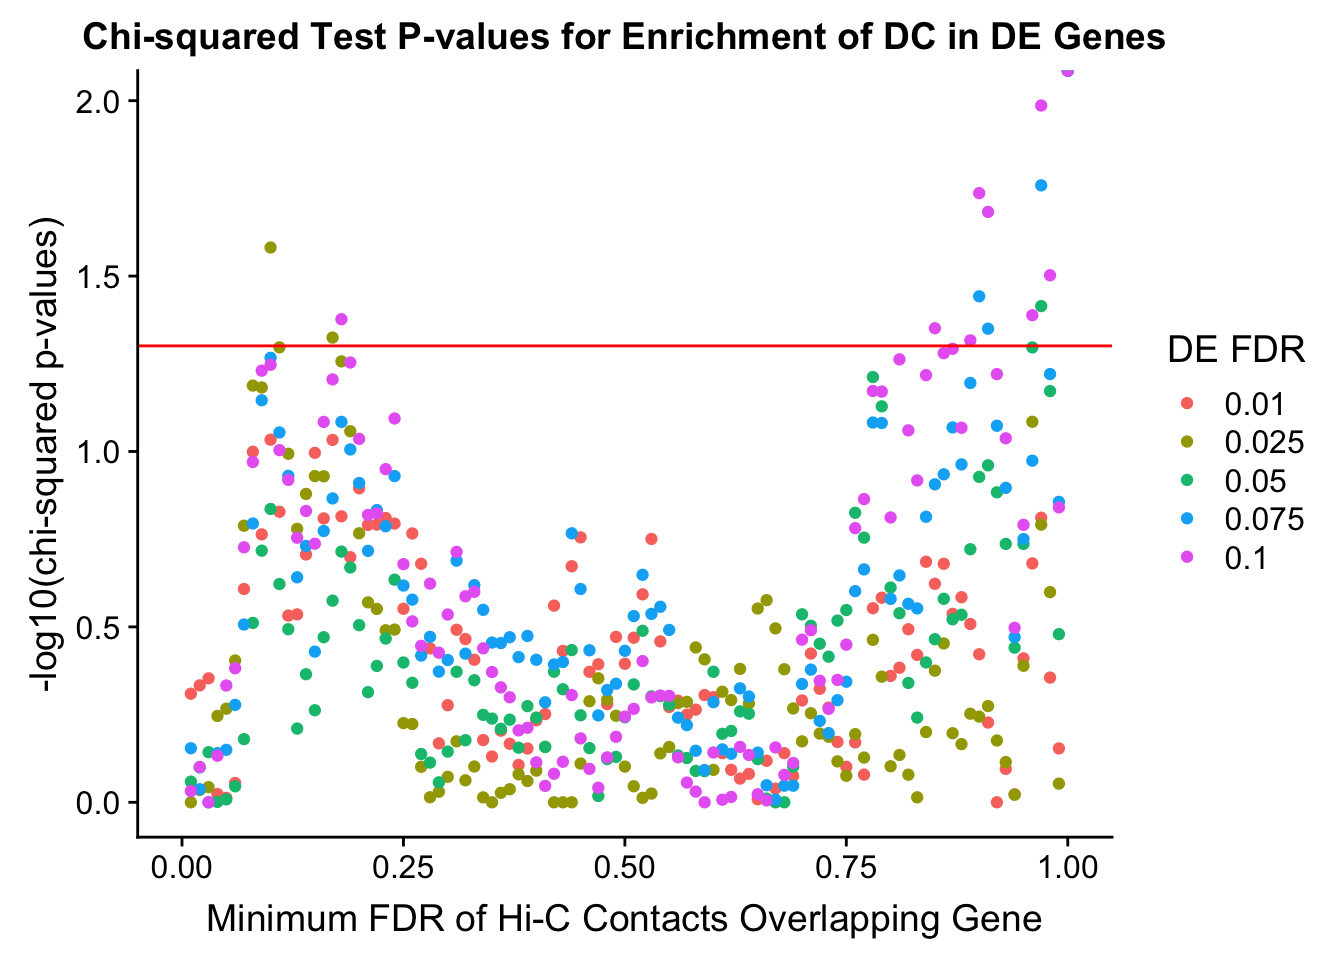 Chi-squared Test P-values for Enrichment of DC in DE Genes
-log10(chi-squared p-values)
2.0
1.5
1.0
0.5
0.0
0.00 0.25 0.50 0.75 1.00
Minimum FDR of Hi-C Contacts Overlapping Gene
DE FDR
0.01
0.025
0.05
0.075
0.1